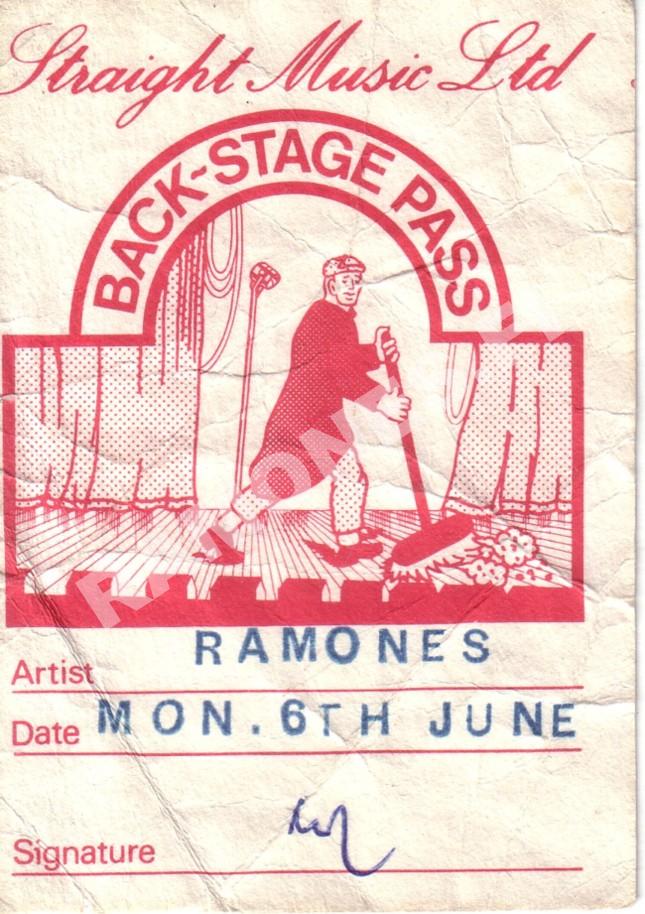 Straight Music Ltd
BACK-STAGE PASS
Artist RAMONES
Date MON. 6TH JUNE
Signature